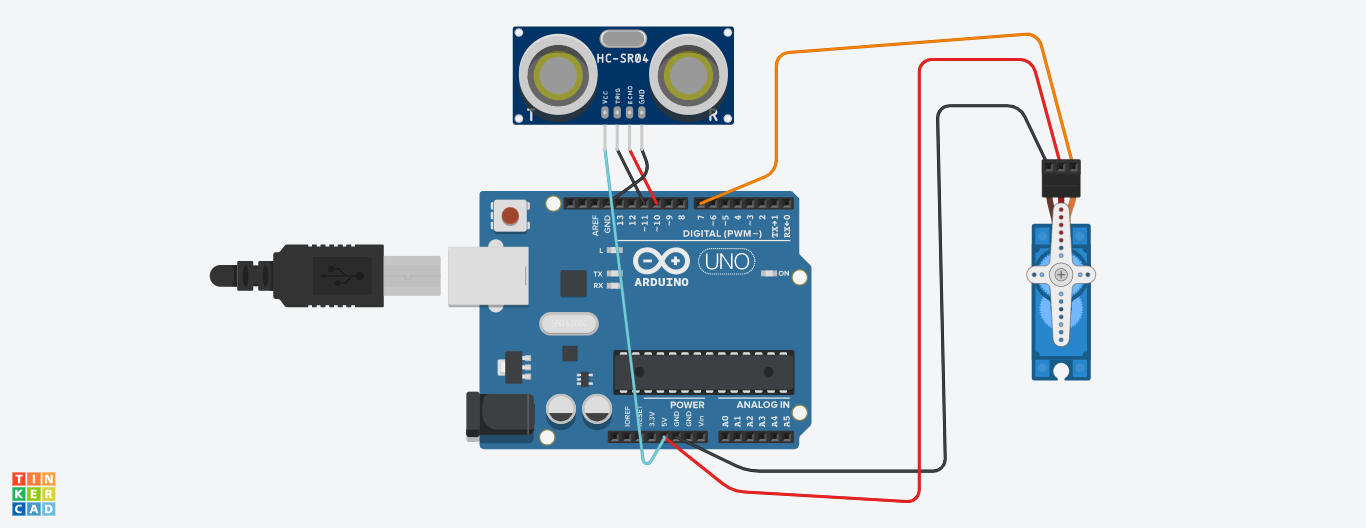 HC-SR04
VCC
TRIG
ECHO
GND
T
R
AREF
GND
13
12
~11
~10
~9
8
7
~6
~5
4
~3
2
TX→1
RX←0
DIGITAL (PWM~)
L
TX
RX
UNO
ON
ARDUINO
POWER
ANALOG IN
IOREF
RESET
3.3V
5V
GND
GND
Vin
A0
A1
A2
A3
A4
A5
TIN
KER
CAD